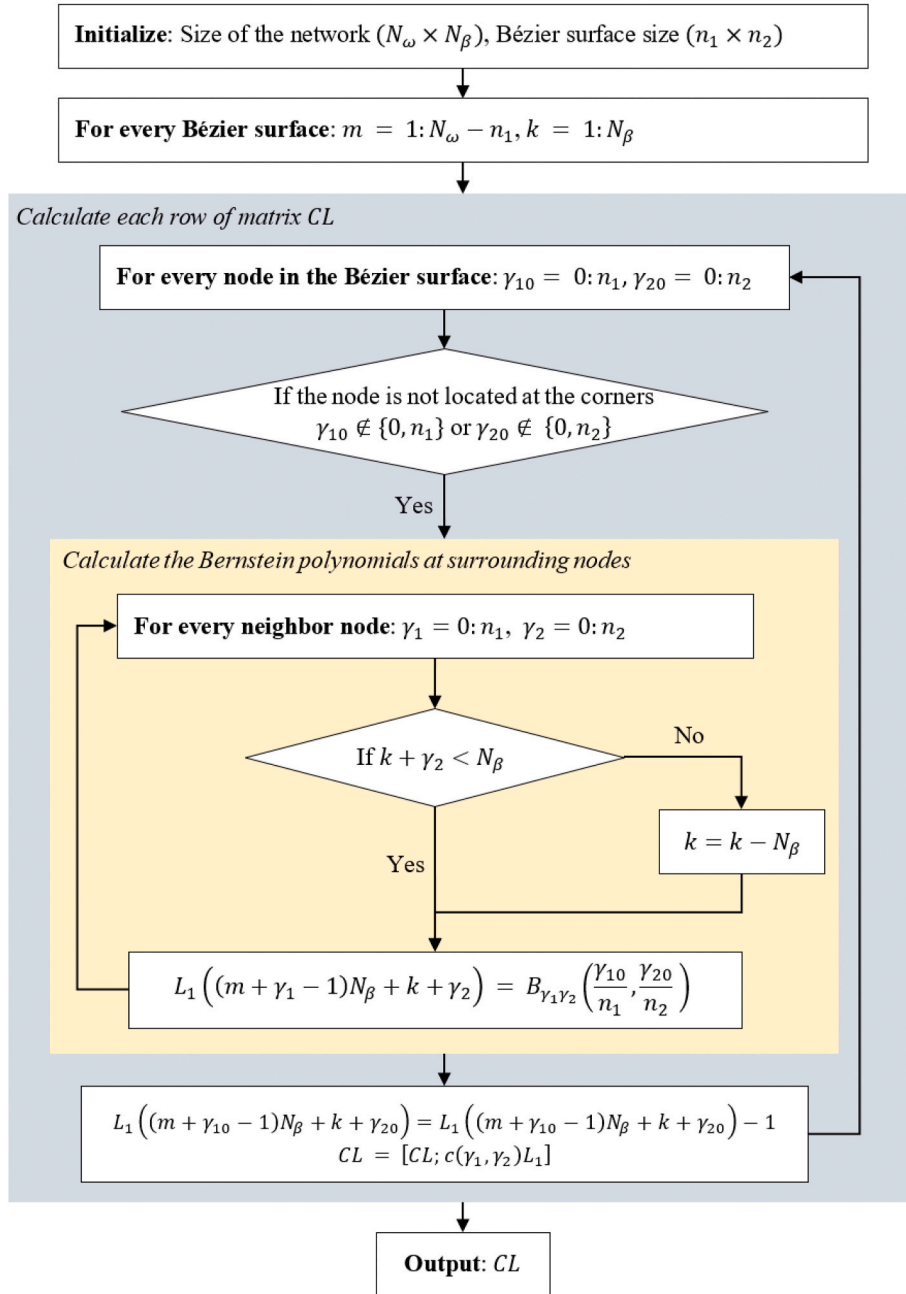 Initialize: Size of the network (N_ω × N_β), Bézier surface size (n_1 × n_2)
For every Bézier surface: m = 1: N_ω − n_1, k = 1: N_β
Calculate each row of matrix CL
For every node in the Bézier surface: γ_10 = 0: n_1, γ_20 = 0: n_2
If the node is not located at the corners
γ_10 ∉ {0, n_1} or γ_20 ∉ {0, n_2}
Yes
Calculate the Bernstein polynomials at surrounding nodes
For every neighbor node: γ_1 = 0: n_1, γ_2 = 0: n_2
If k + γ_2 < N_β
No
k = k − N_β
Yes
L_1((m + γ_1 − 1)N_β + k + γ_2) = B_{γ_1γ_2}(γ_10/n_1, γ_20/n_2)
L_1((m + γ_10 − 1)N_β + k + γ_20) = L_1((m + γ_10 − 1)N_β + k + γ_20) − 1
CL = [CL; c(γ_1, γ_2)L_1]
Output: CL